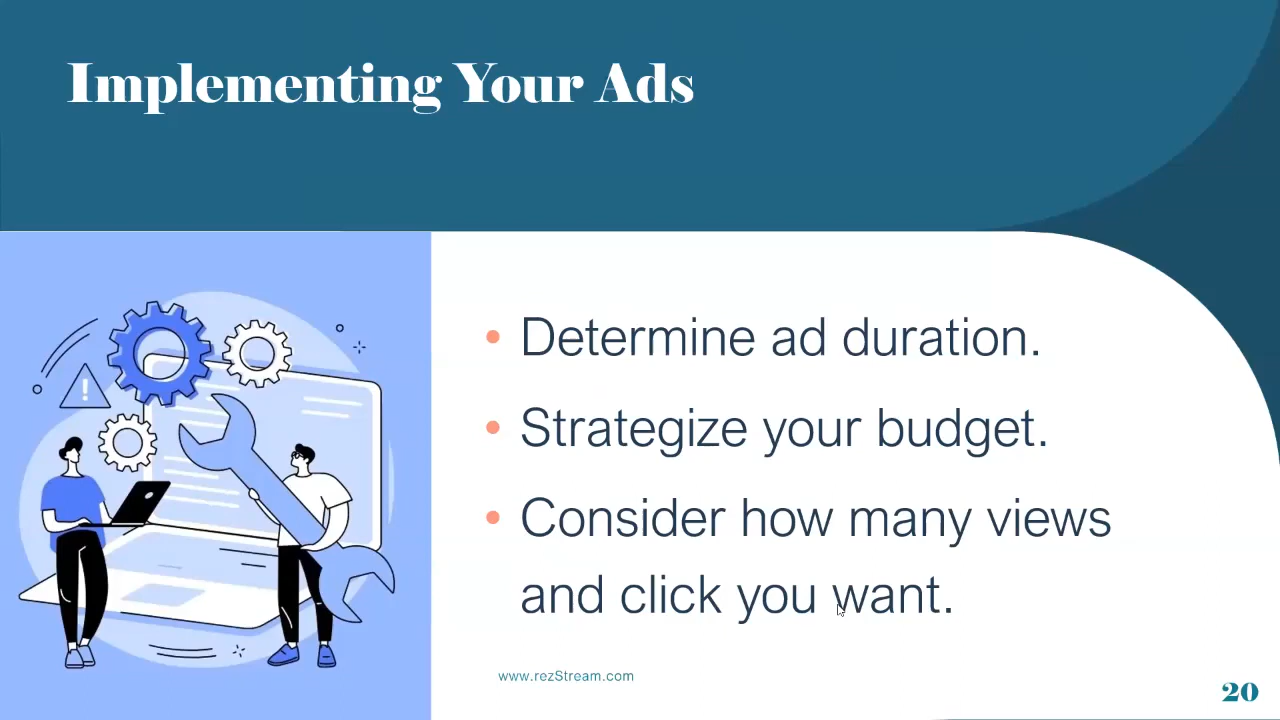 Implementing Your Ads
• Determine ad duration.
• Strategize your budget.
• Consider how many views
and click you want.
www.rezStream.com
20